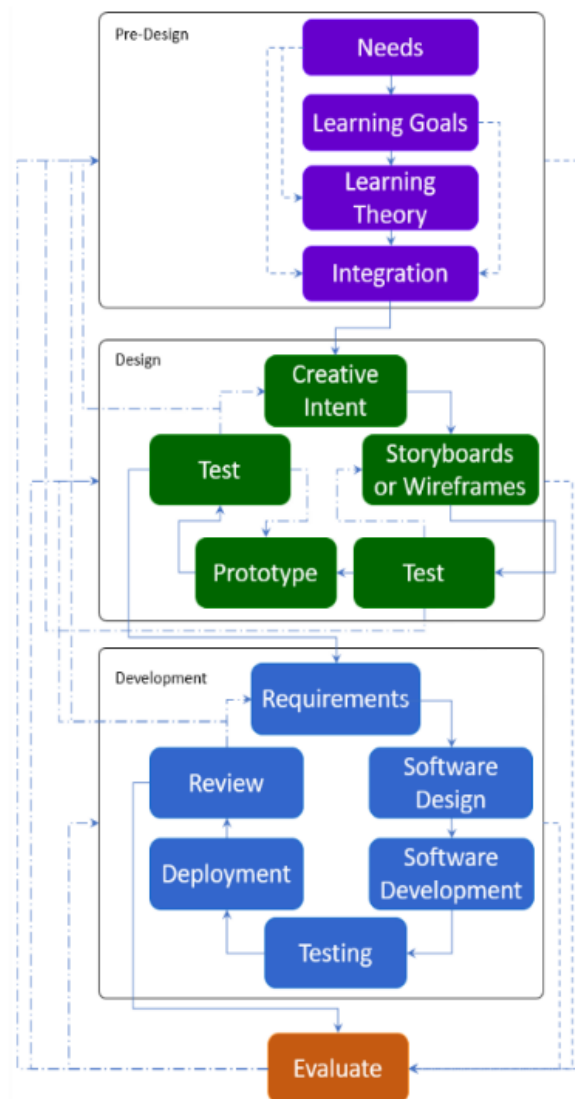 Pre-Design
Needs
Learning Goals
Learning
Theory
Integration
Design
Creative
Intent
Test
Storyboards
or Wireframes
Prototype
Test
Development
Requirements
Review
Software
Design
Deployment
Software
Development
Testing
Evaluate